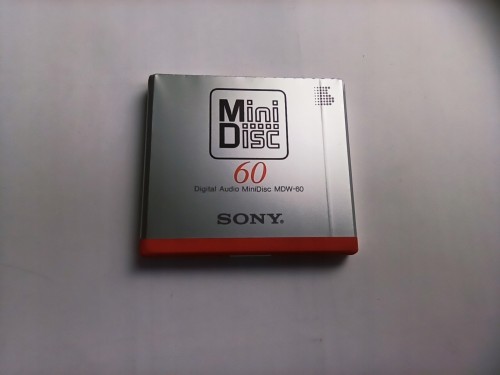 Mini
Disc
60
Digital Audio MiniDisc MDW-60
SONY.